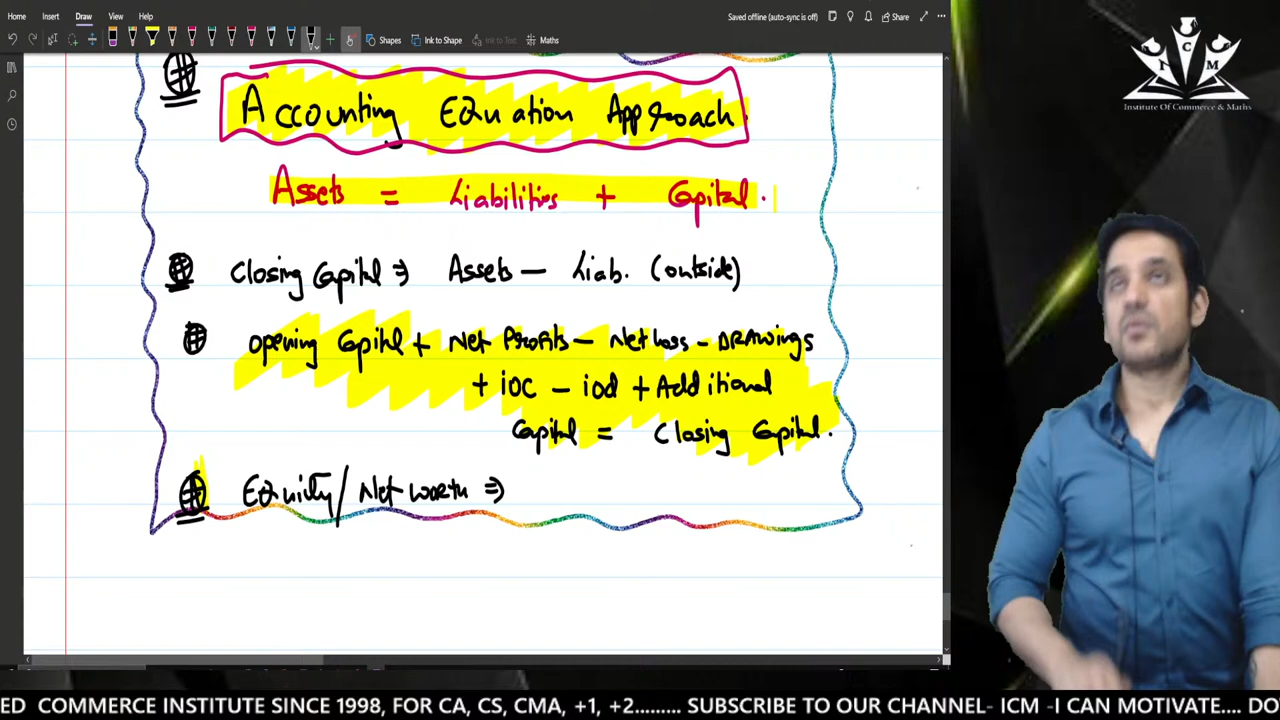 Home Insert Draw View Help
Saved offline (auto-sync is off) Share
Shapes Ink to Shape Ink to Text Maths
Accounting Equation Approach.
Assets = Liabilities + Capital.
Closing Capital ⇒ Assets — Liab. (outside)
opening Capital + Net Profits — Net loss - DRAWings
+ ioc — iod + Additional
Capital = Closing Capital.
Equity/Net worth ⇒
I C M
Institute Of Commerce & Maths
ED COMMERCE INSTITUTE SINCE 1998, FOR CA, CS, CMA, +1, +2......... SUBSCRIBE TO OUR CHANNEL- ICM -I CAN MOTIVATE.... DO